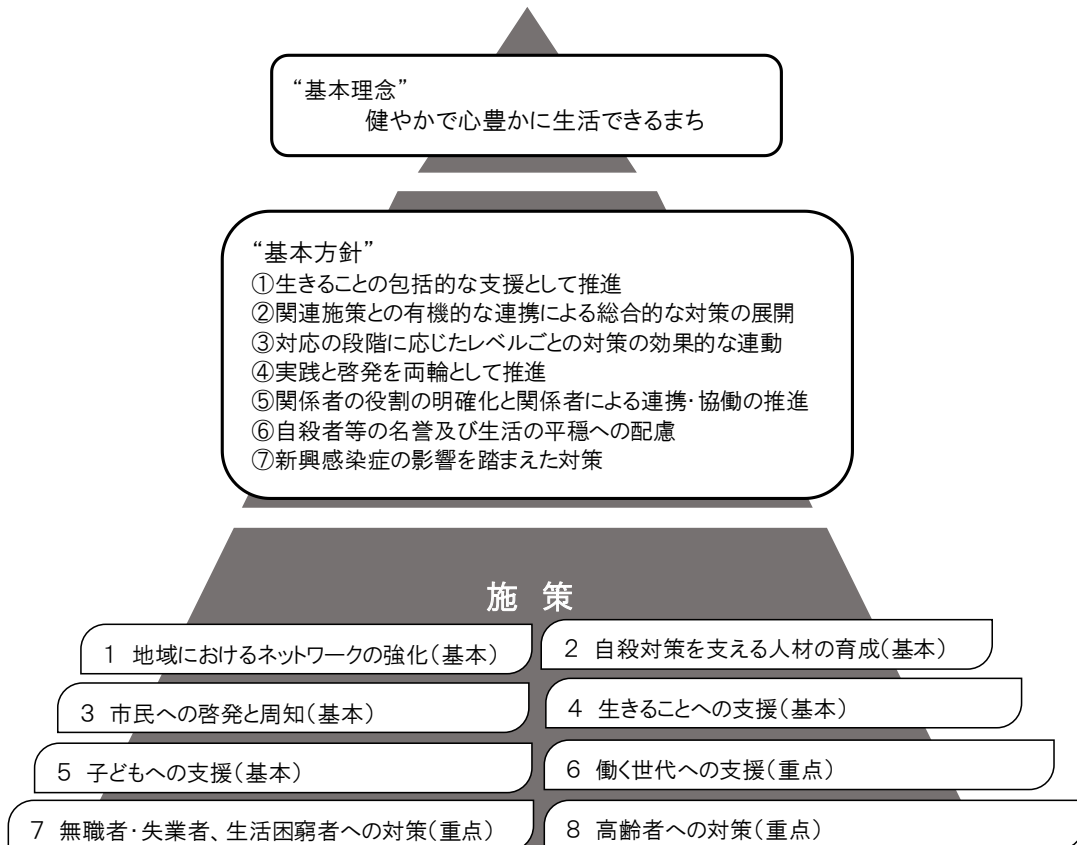 “基本理念”
健やかで心豊かに生活できるまち
“基本方針”
①生きることの包括的な支援として推進
②関連施策との有機的な連携による総合的な対策の展開
③対応の段階に応じたレベルごとの対策の効果的な連動
④実践と啓発を両輪として推進
⑤関係者の役割の明確化と関係者による連携・協働の推進
⑥自殺者等の名誉及び生活の平穏への配慮
⑦新興感染症の影響を踏まえた対策
施 策
1 地域におけるネットワークの強化(基本)
2 自殺対策を支える人材の育成(基本)
3 市民への啓発と周知(基本)
4 生きることへの支援(基本)
5 子どもへの支援(基本)
6 働く世代への支援(重点)
7 無職者・失業者、生活困窮者への対策(重点)
8 高齢者への対策(重点)